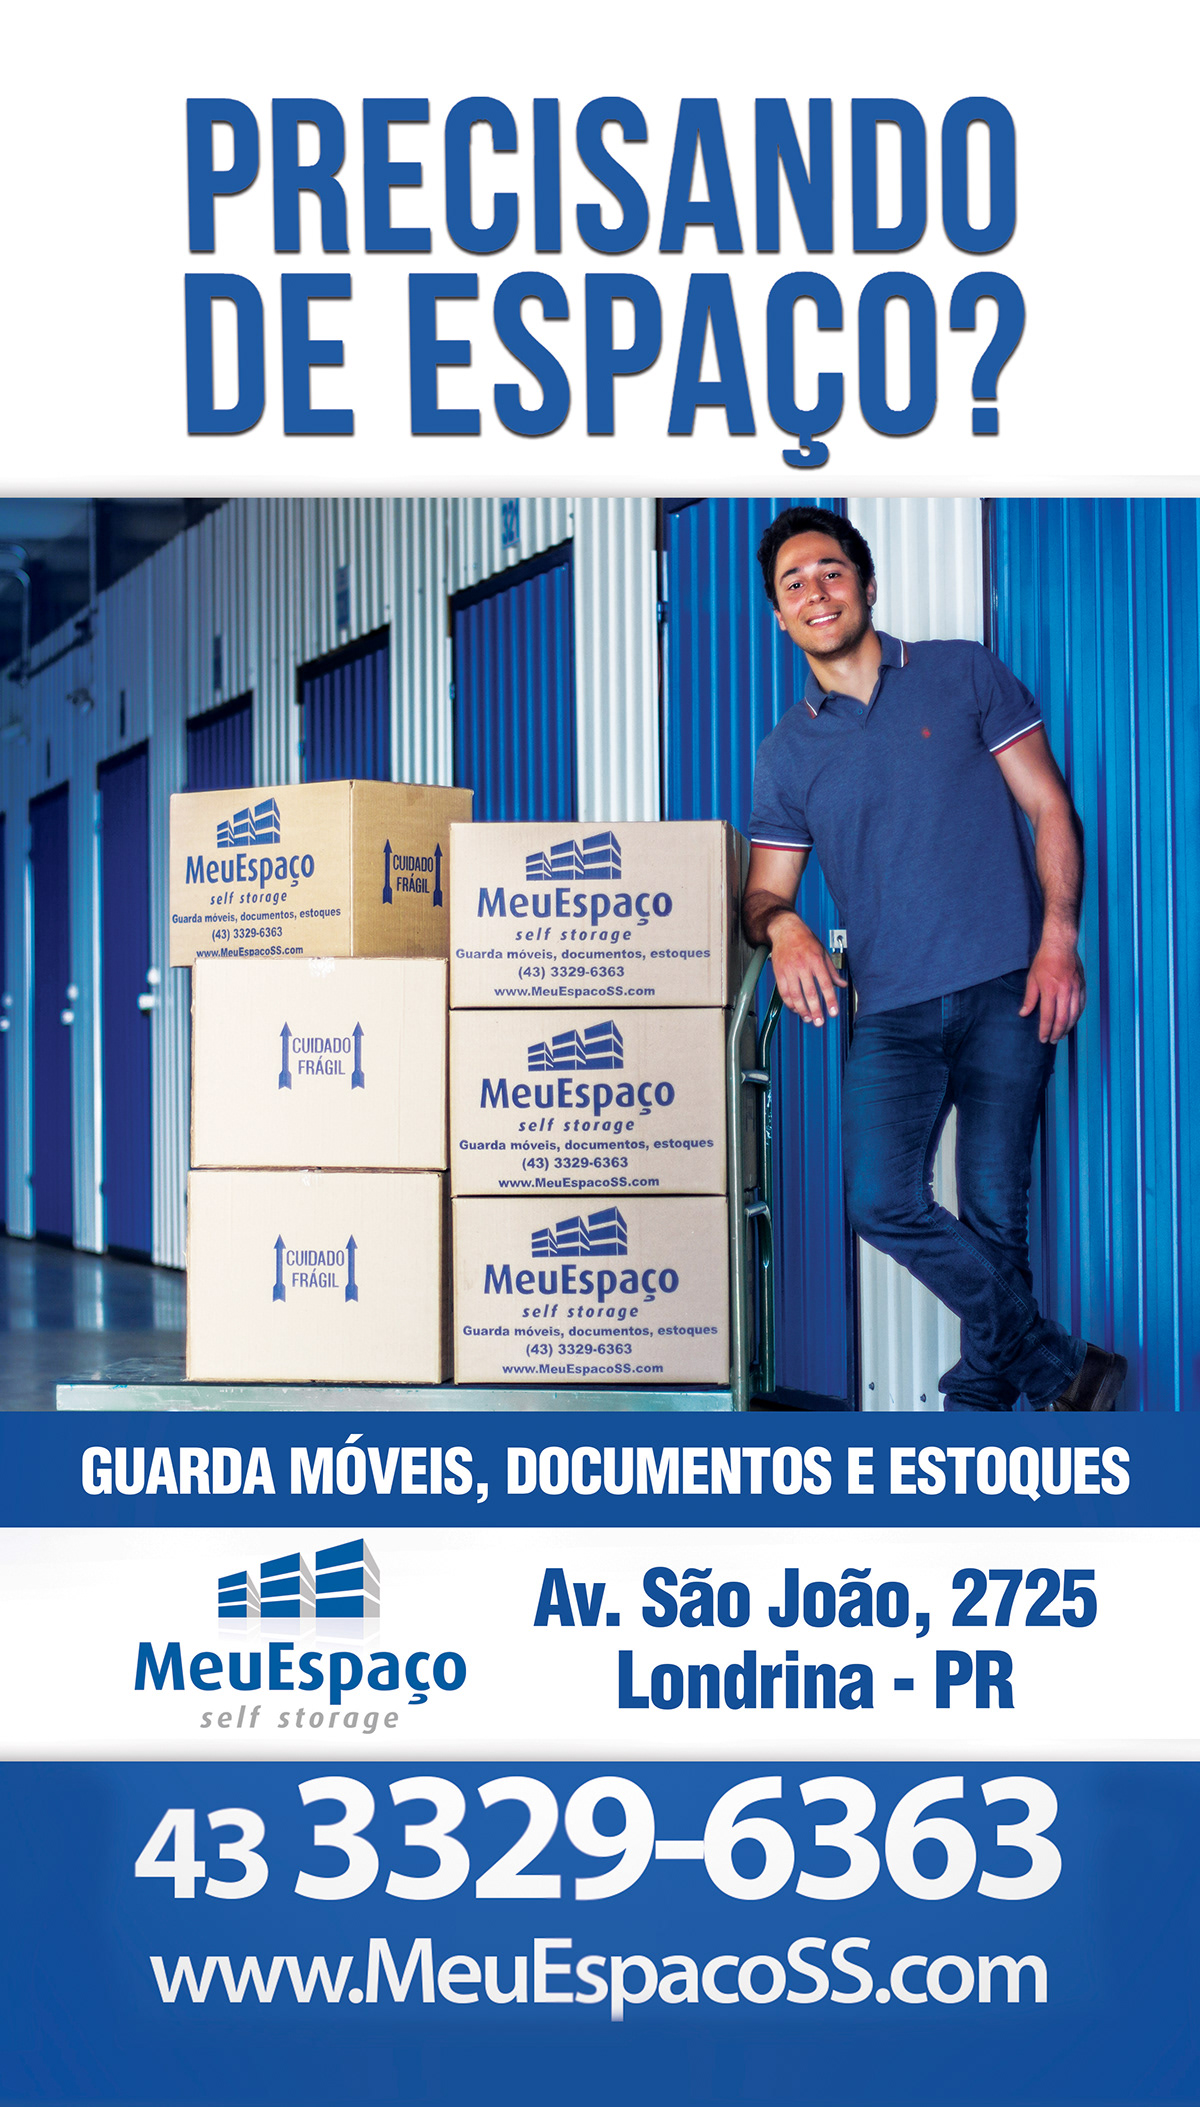 PRECISANDO
DE ESPAÇO?
321
MeuEspaço
self storage
Guarda móveis, documentos, estoques
(43) 3329-6363
www.MeuEspacoSS.com
CUIDADO
FRÁGIL
MeuEspaço
self storage
Guarda móveis, documentos, estoques
(43) 3329-6363
www.MeuEspacoSS.com
CUIDADO
FRÁGIL
MeuEspaço
self storage
Guarda móveis, documentos, estoques
(43) 3329-6363
www.MeuEspacoSS.com
CUIDADO
FRÁGIL
MeuEspaço
self storage
Guarda móveis, documentos, estoques
(43) 3329-6363
www.MeuEspacoSS.com
GUARDA MÓVEIS, DOCUMENTOS E ESTOQUES
MeuEspaço
self storage
Av. São João, 2725
Londrina - PR
43 3329-6363
www.MeuEspacoSS.com